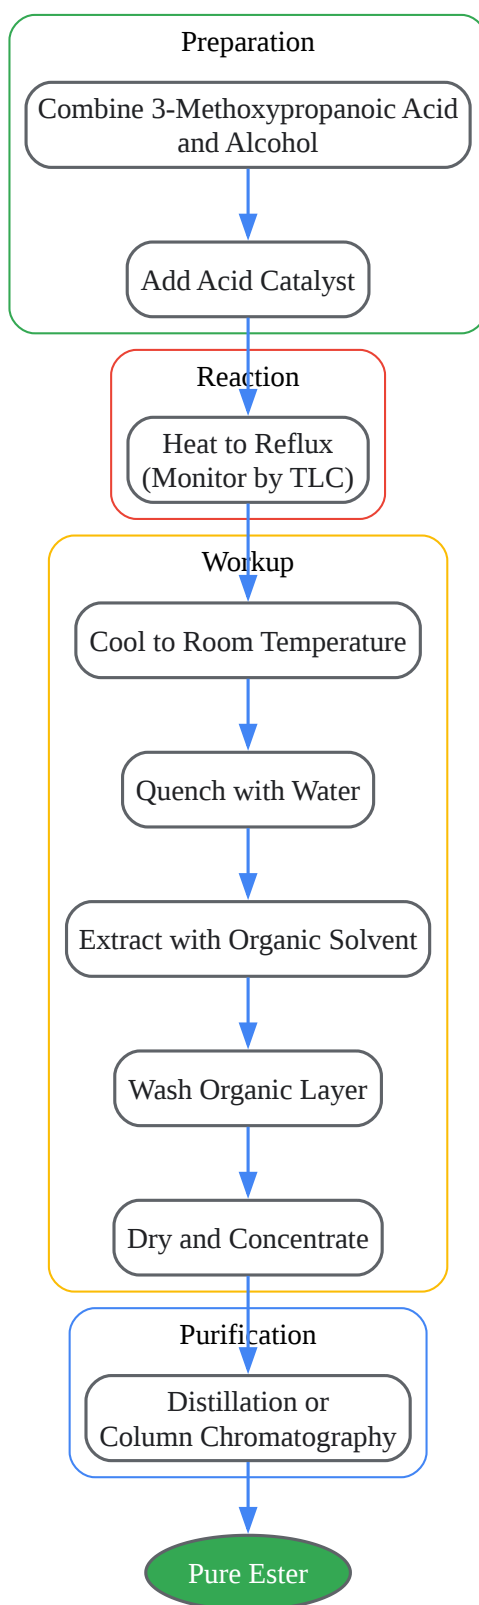 Preparation
Combine 3-Methoxypropanoic Acid
and Alcohol
Add Acid Catalyst
Reaction
Heat to Reflux
(Monitor by TLC)
Workup
Cool to Room Temperature
Quench with Water
Extract with Organic Solvent
Wash Organic Layer
Dry and Concentrate
Purification
Distillation or
Column Chromatography
Pure Ester